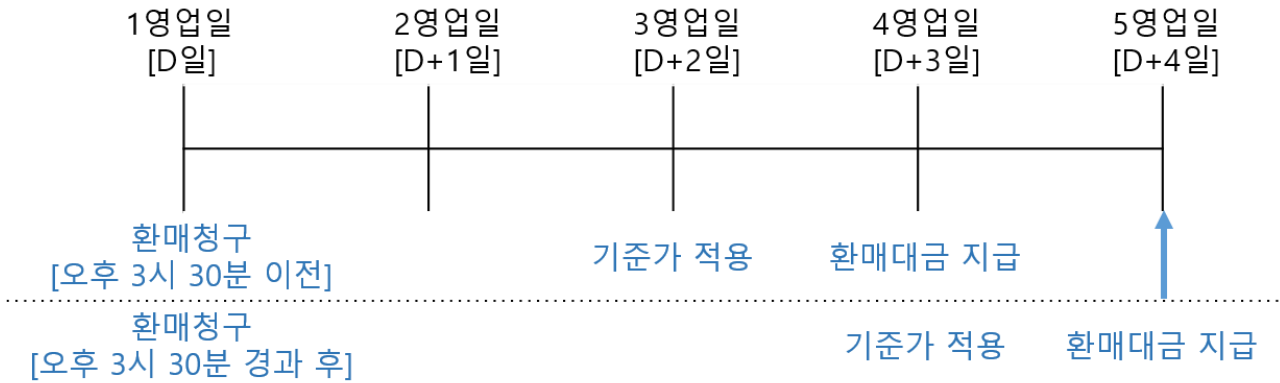 1영업일 2영업일 3영업일 4영업일 5영업일
[D일] [D+1일] [D+2일] [D+3일] [D+4일]
환매청구
[오후 3시 30분 이전]
기준가 적용 환매대금 지급
환매청구
[오후 3시 30분 경과 후]
기준가 적용 환매대금 지급